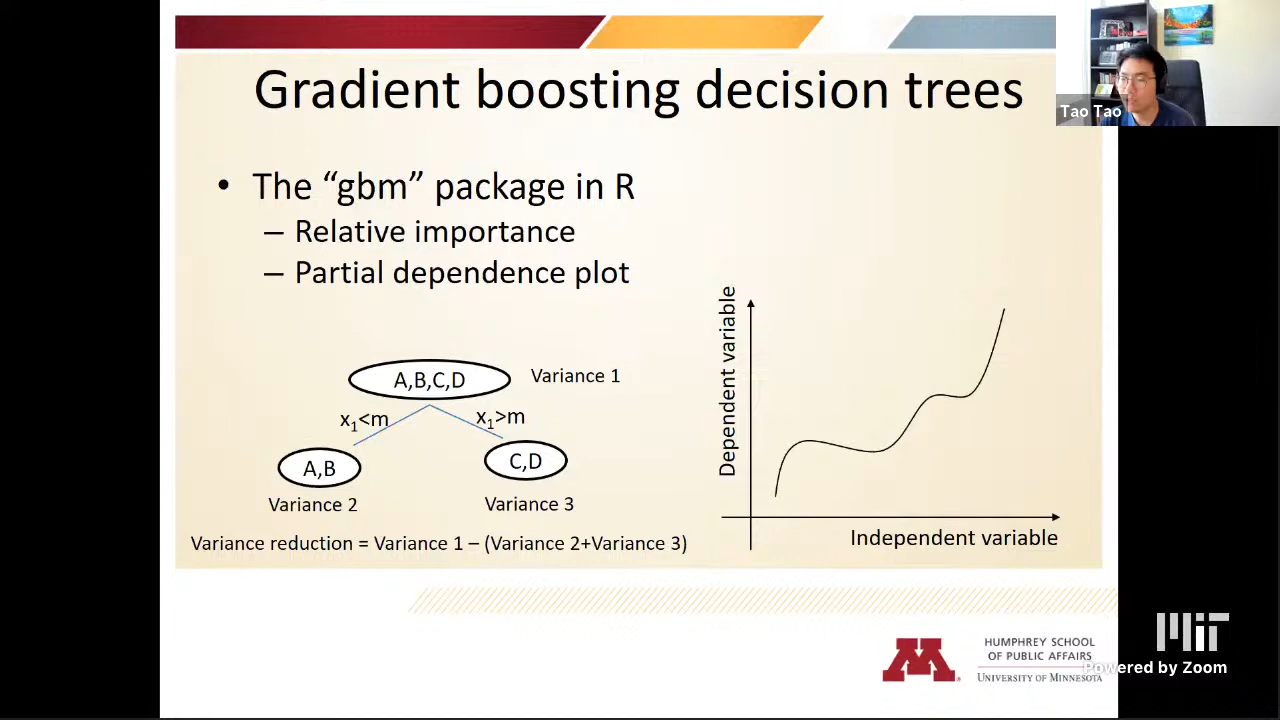 Gradient boosting decision trees
Tao Tao
• The “gbm” package in R
– Relative importance
– Partial dependence plot
A,B,C,D
Variance 1
x1<m
x1>m
A,B
C,D
Variance 2
Variance 3
Variance reduction = Variance 1 – (Variance 2+Variance 3)
Dependent variable
Independent variable
M
HUMPHREY SCHOOL
OF PUBLIC AFFAIRS
UNIVERSITY OF MINNESOTA
MIT
Powered by Zoom